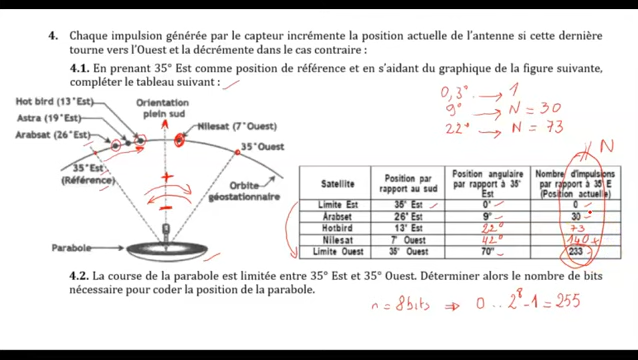 4. Chaque impulsion générée par le capteur incrémente la position actuelle de l'antenne si cette dernière
tourne vers l'Ouest et la décrémente dans le cas contraire :
4.1. En prenant 35° Est comme position de référence et en s'aidant du graphique de la figure suivante,
compléter le tableau suivant :
0,3° → 1
9° → N = 30
22° → N = 73
Hot bird (13°Est)
Astra (19°Est)
Arabsat (26°Est)
Orientation
plein sud
Nilesat (7°Ouest)
35°Ouest
35°Est
(Référence)
+
−
Orbite
géostationnaire
Parabole
N
Satellite | Position par rapport au sud | Position angulaire par rapport à 35° Est | Nombre d'impulsions par rapport à 35 E (Position actuelle)
Limite Est | 35° Est | 0° | 0
Arabset | 26° Est | 9° | 30
Hotbird | 13° Est | 22° | 73
Nilesat | 7° Ouest | 42° | 140
Limite Ouest | 35° Ouest | 70° | 233
4.2. La course de la parabole est limitée entre 35° Est et 35° Ouest. Déterminer alors le nombre de bits
nécessaire pour coder la position de la parabole.
n = 8bits ⇒ 0 .. 2⁸-1 = 255